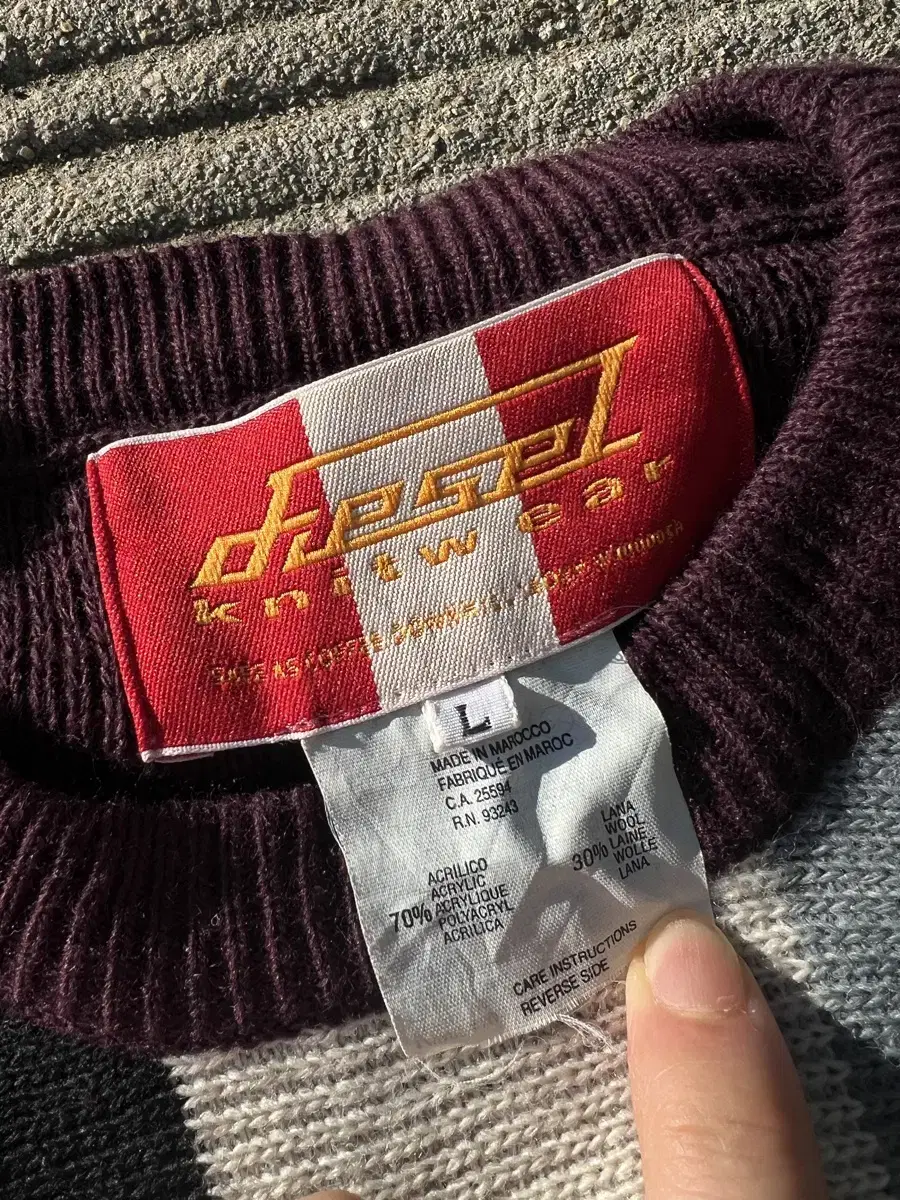 diesel
knitwear
L
MADE IN MAROCCO
FABRIQUÉ EN MAROC
C.A. 25594
R.N. 93243
70%
ACRILICO
ACRYLIC
ACRYLIQUE
POLYACRYL
ACRILICA
30%
LANA
WOOL
LAINE
WOLLE
LANA
CARE INSTRUCTIONS
REVERSE SIDE